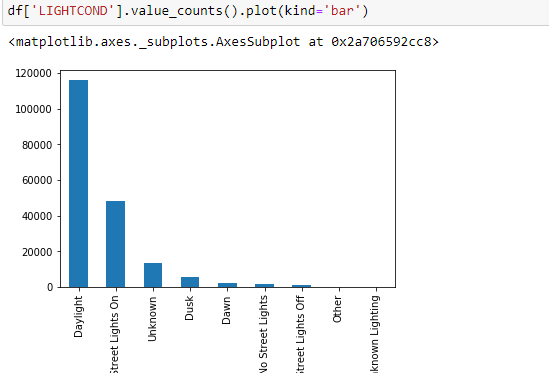 df['LIGHTCOND'].value_counts().plot(kind='bar')
<matplotlib.axes._subplots.AxesSubplot at 0x2a706592cc8>
120000
100000
80000
60000
40000
20000
0
Daylight
Street Lights On
Unknown
Dusk
Dawn
No Street Lights
Street Lights Off
Other
known Lighting